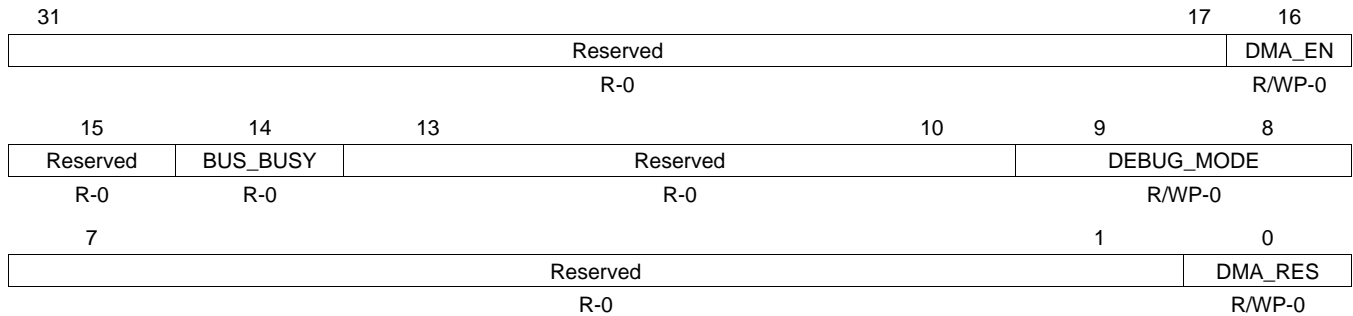 31 17 16
Reserved DMA_EN
R-0 R/WP-0
15 14 13 10 9 8
Reserved BUS_BUSY Reserved DEBUG_MODE
R-0 R-0 R-0 R/WP-0
7 1 0
Reserved DMA_RES
R-0 R/WP-0